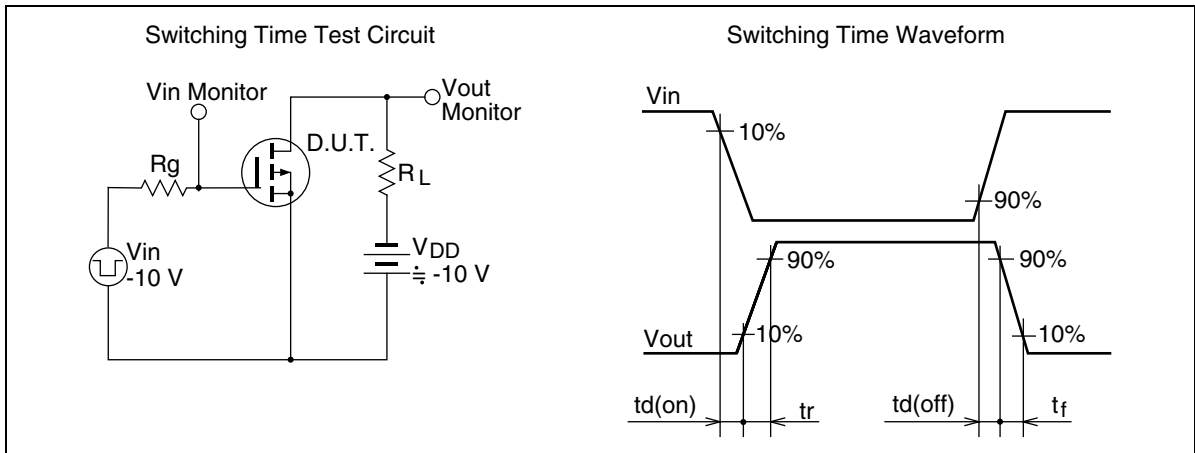 Switching Time Test Circuit
Vin Monitor
Vout
Monitor
D.U.T.
Rg
RL
Vin
-10 V
VDD
≒ -10 V
Switching Time Waveform
Vin
10%
90%
90%
90%
Vout
10%
10%
td(on)
tr
td(off)
tf